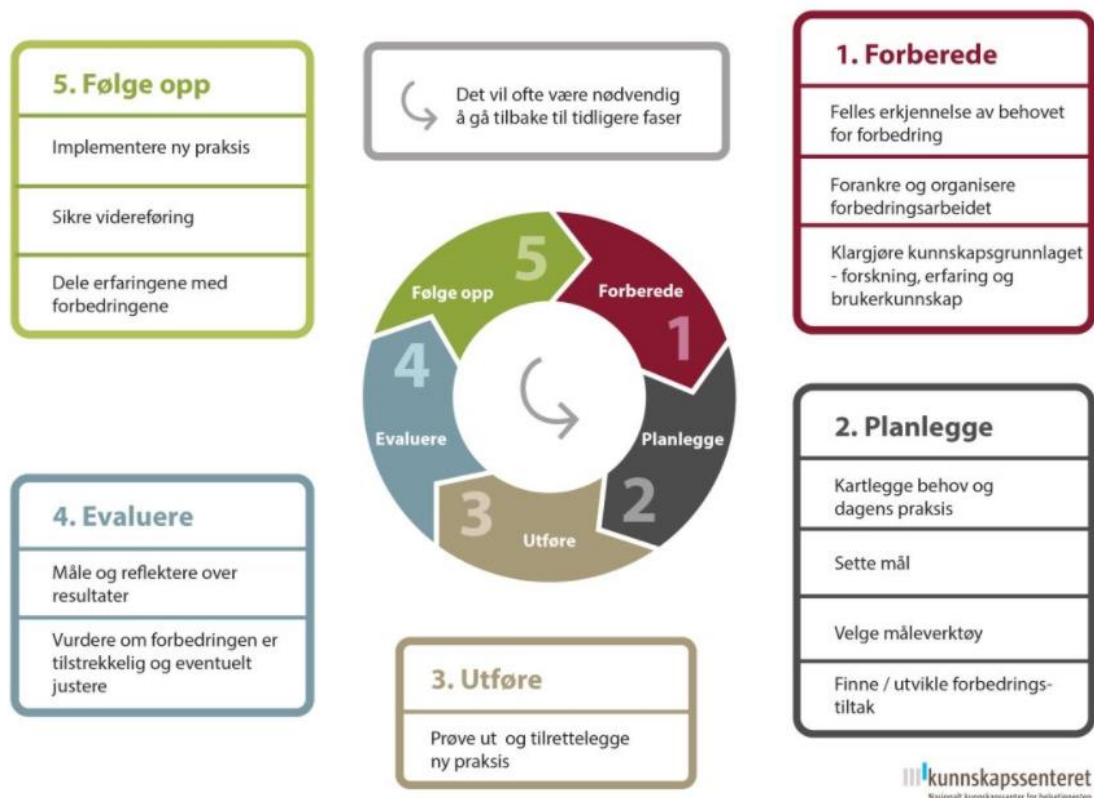 1. Forberede
Felles erkjennelse av behovet
for forbedring
Forankre og organisere
forbedringsarbeidet
Klargjøre kunnskapsgrunnlaget
- forskning, erfaring og
brukerkunnskap
2. Planlegge
Kartlegge behov og
dagens praksis
Sette mål
Velge måleverktøy
Finne / utvikle forbedrings-
tiltak
3. Utføre
Prøve ut og tilrettelegge
ny praksis
4. Evaluere
Måle og reflektere over
resultater
Vurdere om forbedringen er
tilstrekkelig og eventuelt
justere
5. Følge opp
Implementere ny praksis
Sikre videreføring
Dele erfaringene med
forbedringene
Det vil ofte være nødvendig
å gå tilbake til tidligere faser
Forberede
1
Planlegge
2
3
Utføre
4
Evaluere
5
Følge opp
kunnskapssenteret
Nasjonalt kunnskapssenter for helsetjenesten